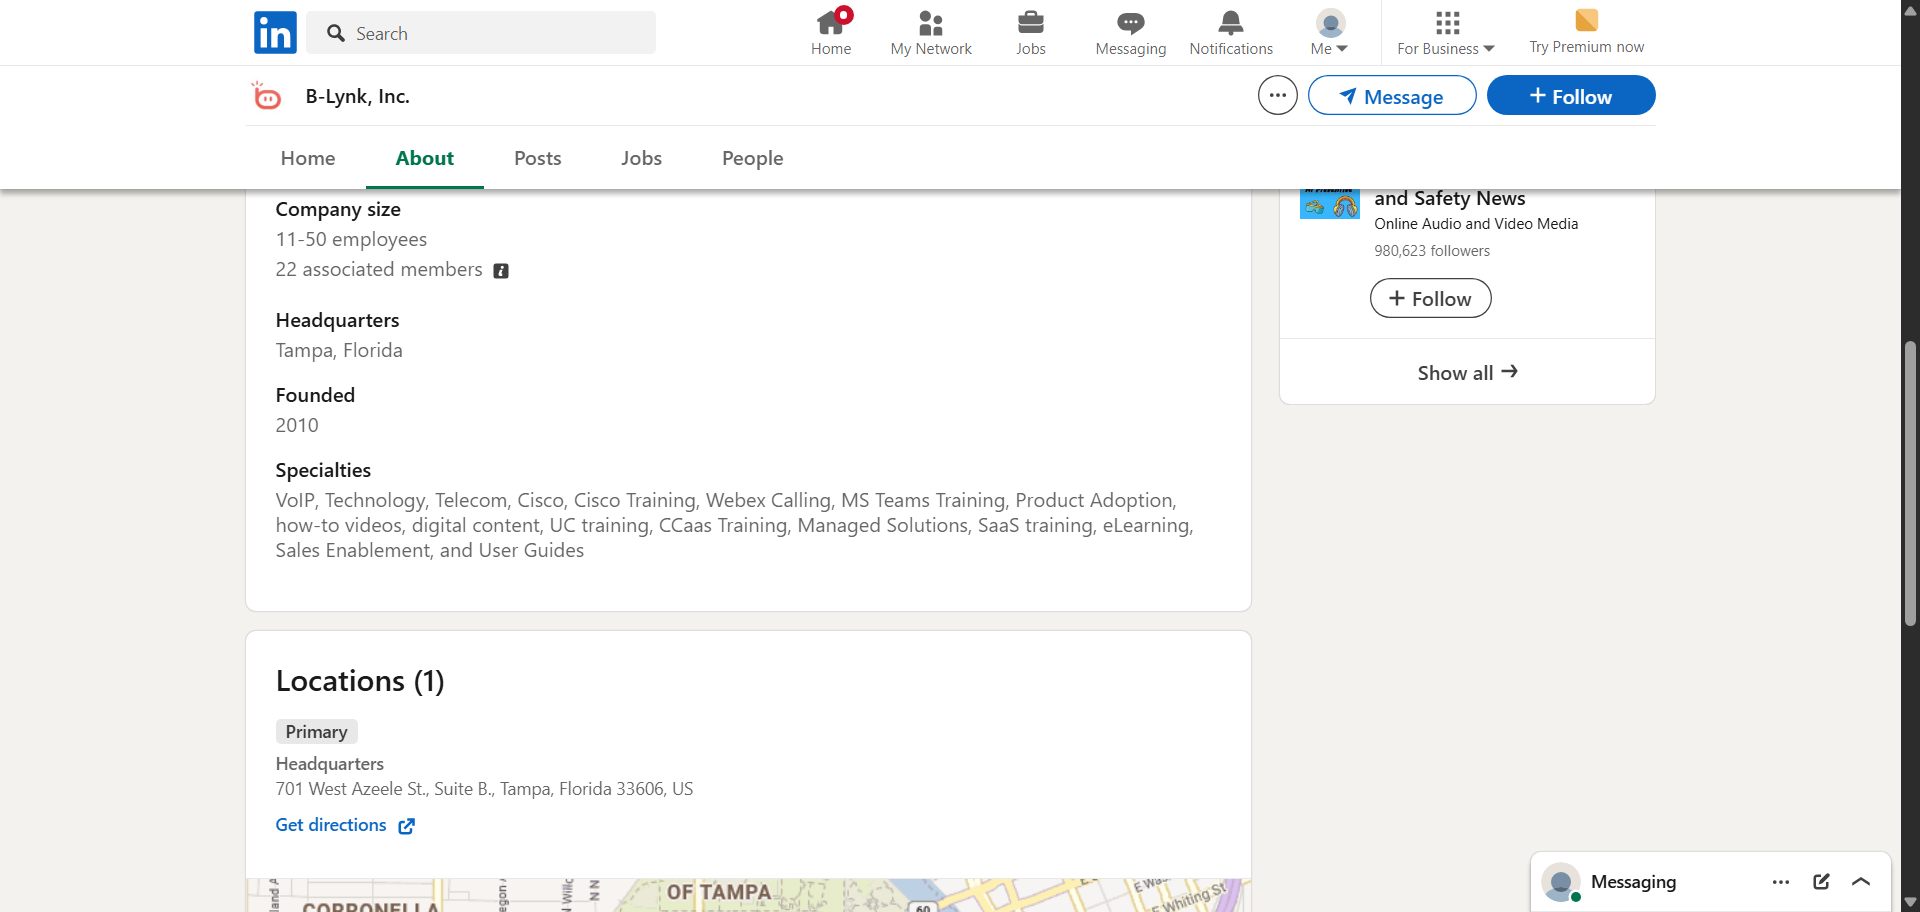 in
Search
Home
My Network
Jobs
Messaging
Notifications
Me
For Business
Try Premium now
B-Lynk, Inc.
Message
+ Follow
Home
About
Posts
Jobs
People
Company size
11-50 employees
22 associated members
Headquarters
Tampa, Florida
Founded
2010
Specialties
VoIP, Technology, Telecom, Cisco, Cisco Training, Webex Calling, MS Teams Training, Product Adoption,
how-to videos, digital content, UC training, CCaas Training, Managed Solutions, SaaS training, eLearning,
Sales Enablement, and User Guides
and Safety News
Online Audio and Video Media
980,623 followers
+ Follow
Show all
Locations (1)
Primary
Headquarters
701 West Azeele St., Suite B., Tampa, Florida 33606, US
Get directions
OF TAMPA
60
E Whiting St
Messaging